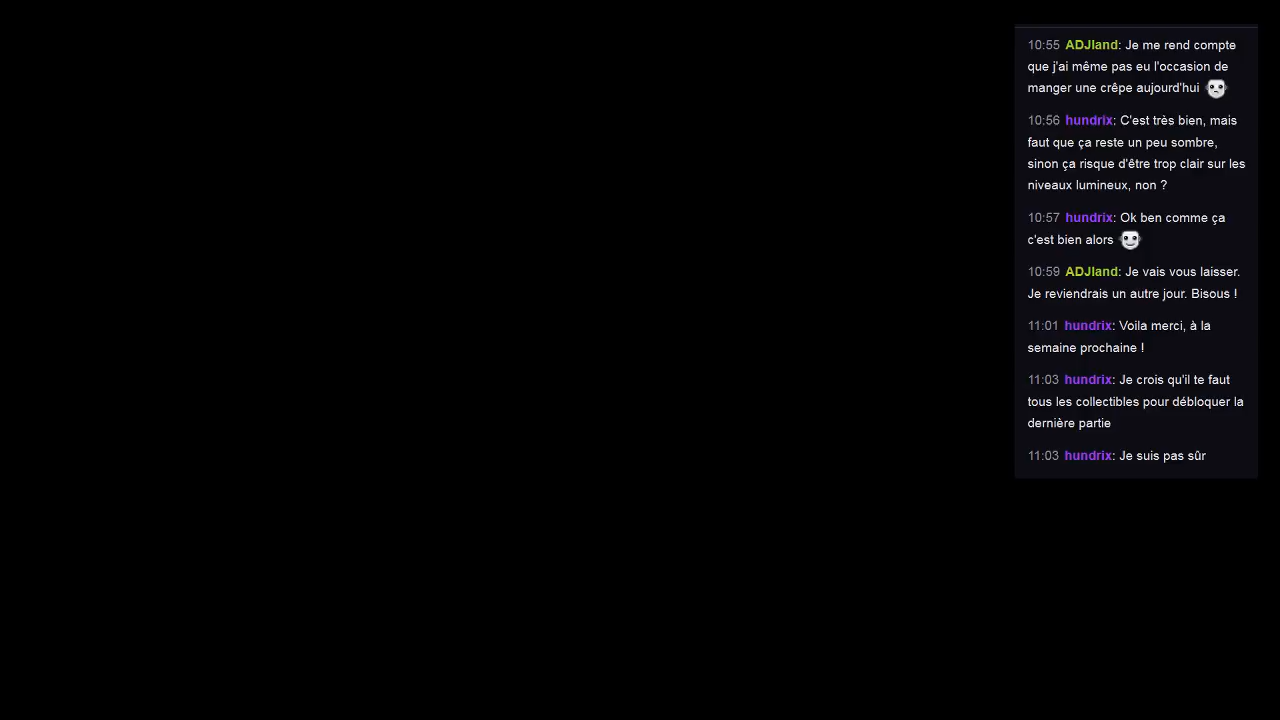 10:55 ADJland: Je me rend compte
que j'ai même pas eu l'occasion de
manger une crêpe aujourd'hui
10:56 hundrix: C'est très bien, mais
faut que ça reste un peu sombre,
sinon ça risque d'être trop clair sur les
niveaux lumineux, non ?
10:57 hundrix: Ok ben comme ça
c'est bien alors
10:59 ADJland: Je vais vous laisser.
Je reviendrais un autre jour. Bisous !
11:01 hundrix: Voila merci, à la
semaine prochaine !
11:03 hundrix: Je crois qu'il te faut
tous les collectibles pour débloquer la
dernière partie
11:03 hundrix: Je suis pas sûr